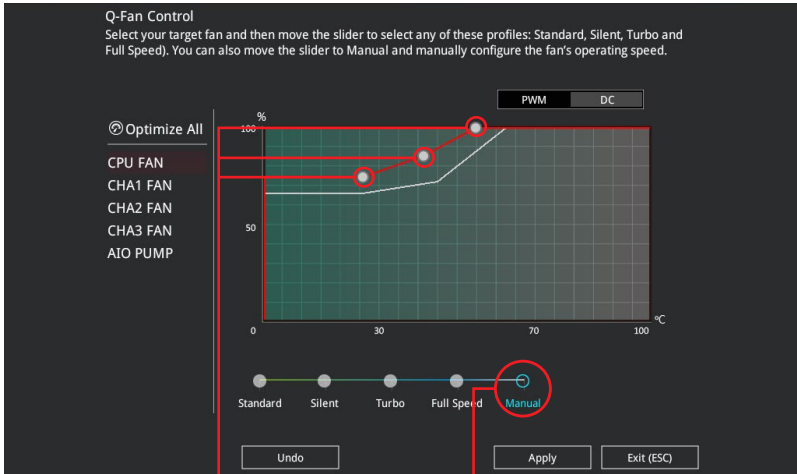 Q-Fan Control
Select your target fan and then move the slider to select any of these profiles: Standard, Silent, Turbo and
Full Speed). You can also move the slider to Manual and manually configure the fan's operating speed.
PWM DC
Optimize All
CPU FAN
CHA1 FAN
CHA2 FAN
CHA3 FAN
AIO PUMP
%
100
50
0 30 70 100
ºC
Standard Silent Turbo Full Speed Manual
Undo Apply Exit (ESC)